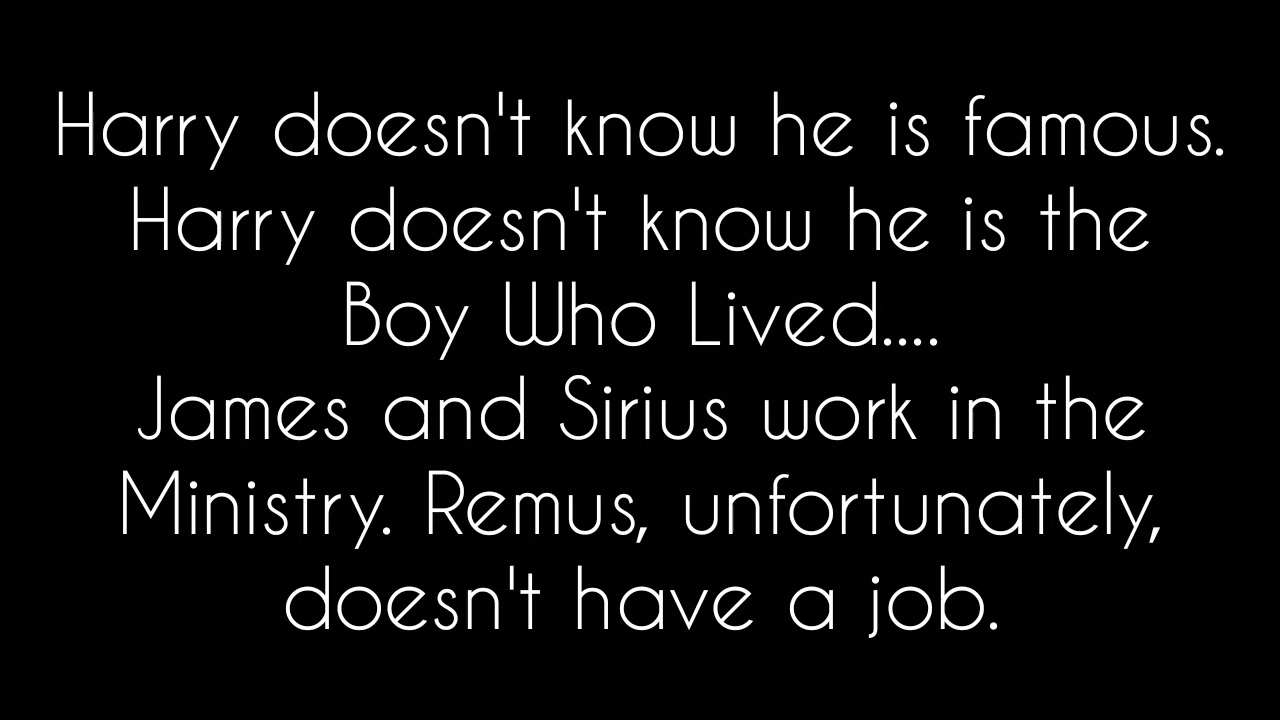 Harry doesn't know he is famous.
Harry doesn't know he is the
Boy Who Lived....
James and Sirius work in the
Ministry. Remus, unfortunately,
doesn't have a job.